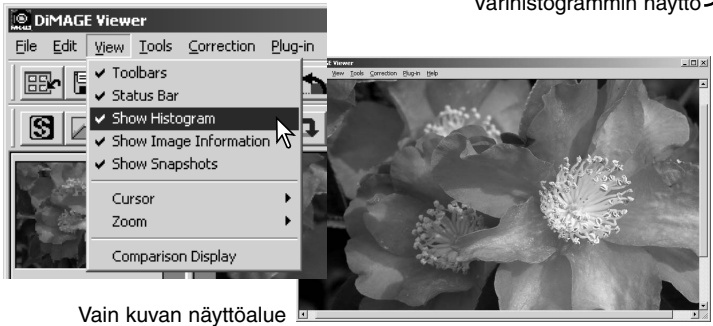 DiMAGE Viewer
File Edit View Tools Correction Plug-in
✔ Toolbars
✔ Status Bar
✔ Show Histogram
✔ Show Image Information
✔ Show Snapshots
Cursor
Zoom
Comparison Display
Värihistogrammin näyttö
Viewer
View Tools Correction Plug-in Help
Vain kuvan näyttöalue